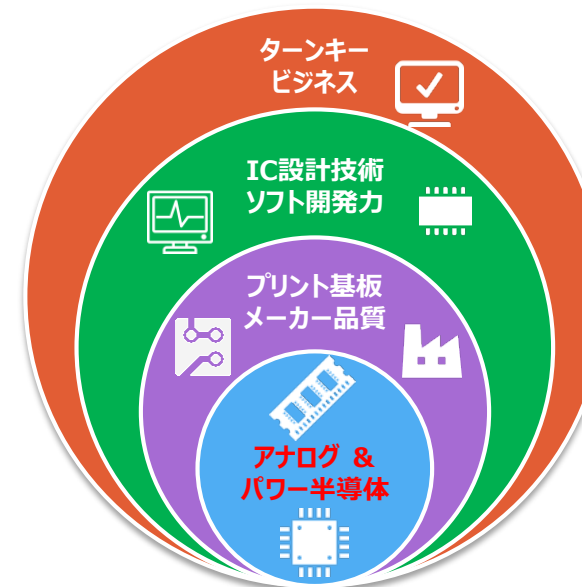 ターンキー
ビジネス
IC設計技術
ソフト開発力
プリント基板
メーカー品質
アナログ &
パワー半導体